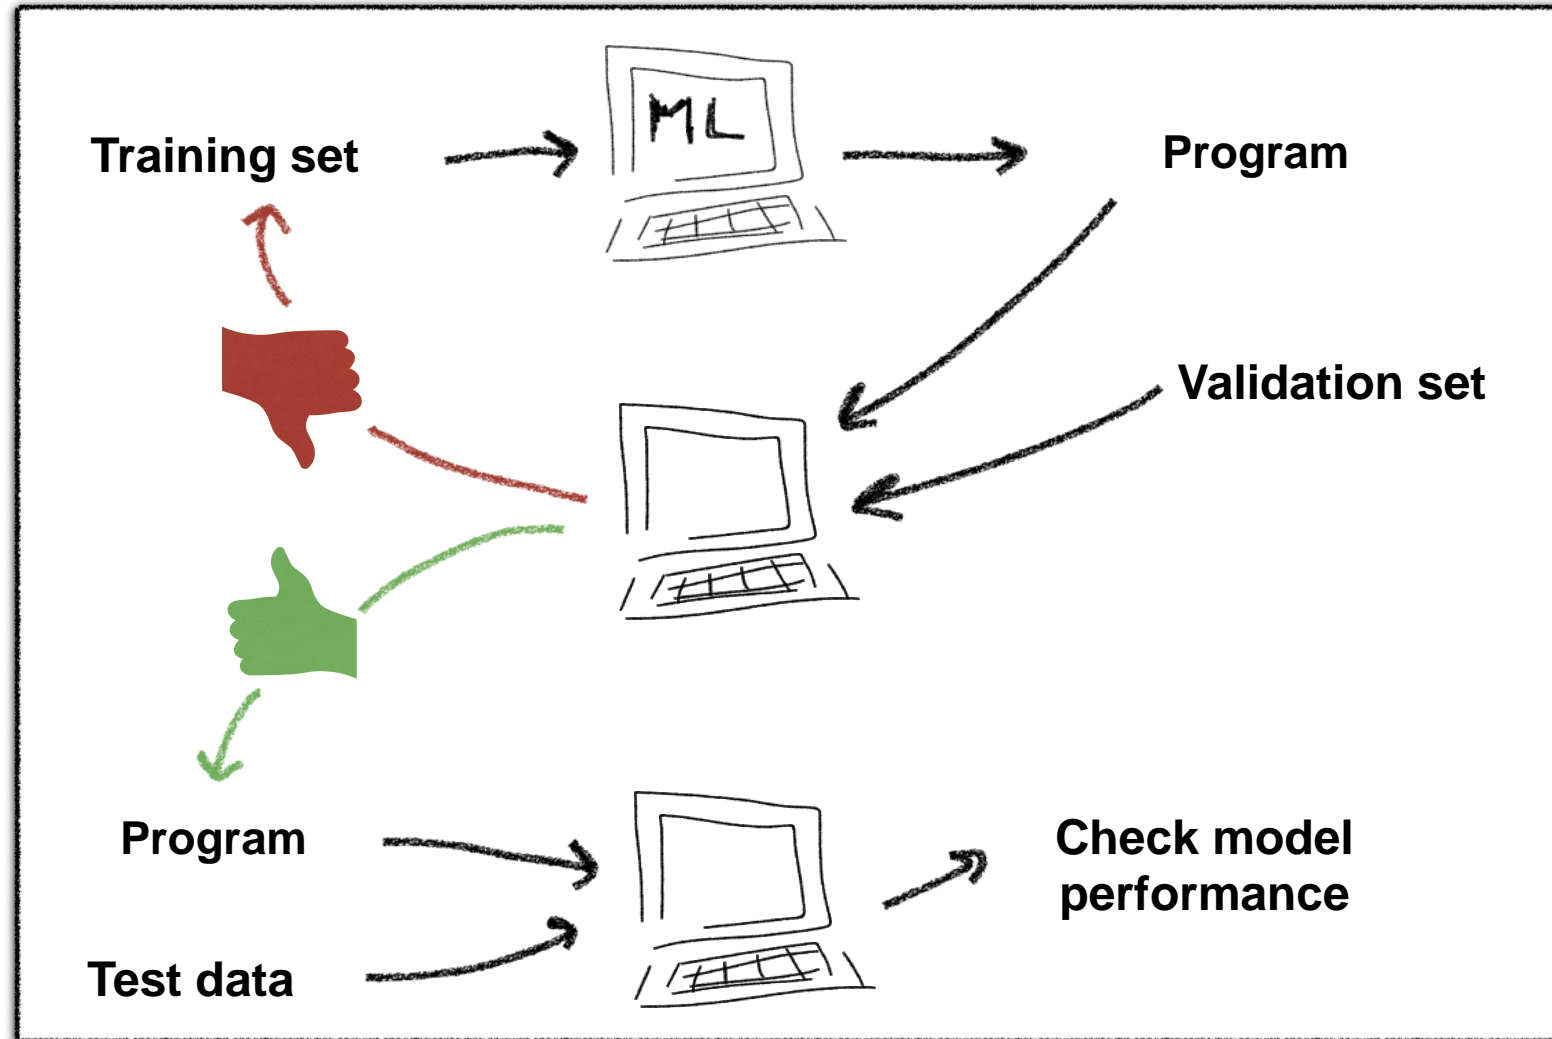 Training set
ML
Program
Validation set
Program
Check model
performance
Test data